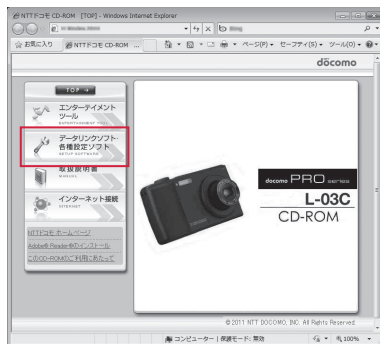 NTTドコモ CD-ROM [TOP] - Windows Internet Explorer
お気に入り
NTTドコモ CD-ROM ...
ページ(P)
セーフティ(S)
ツール(O)
docomo
TOP
エンターテイメント
ツール
ENTERTAINMENT TOOL
データリンクソフト・
各種設定ソフト
SETUP SOFTWARE
取扱説明書
MANUAL
インターネット接続
INTERNET
NTTドコモ ホームページ
Adobe® Reader®のインストール
このCD-ROMのご利用にあたって
docomo PRO series
L-03C
CD-ROM
© 2011 NTT DOCOMO, INC. All Rights Reserved.
コンピューター | 保護モード: 無効
100%